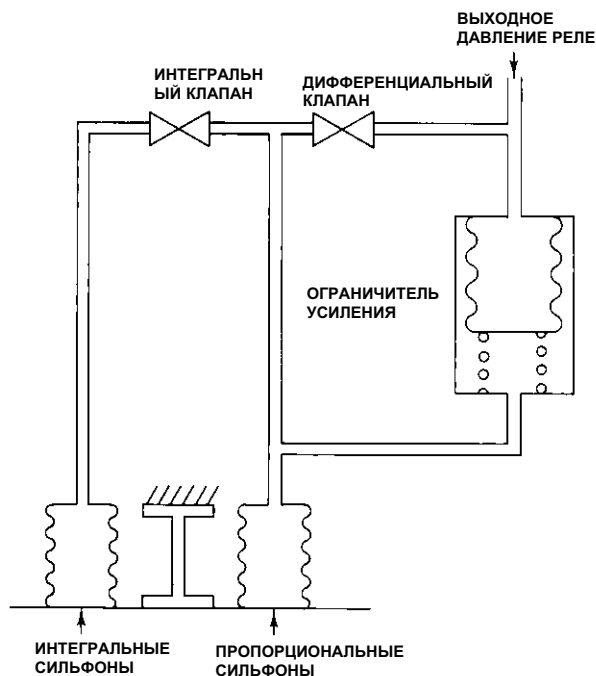 ВЫХОДНОЕ
ДАВЛЕНИЕ РЕЛЕ
ИНТЕГРАЛЬН
ЫЙ КЛАПАН
ДИФФЕРЕНЦИАЛЬНЫЙ
КЛАПАН
ОГРАНИЧИТЕЛЬ
УСИЛЕНИЯ
ИНТЕГРАЛЬНЫЕ
СИЛЬФОНЫ
ПРОПОРЦИОНАЛЬНЫЕ
СИЛЬФОНЫ